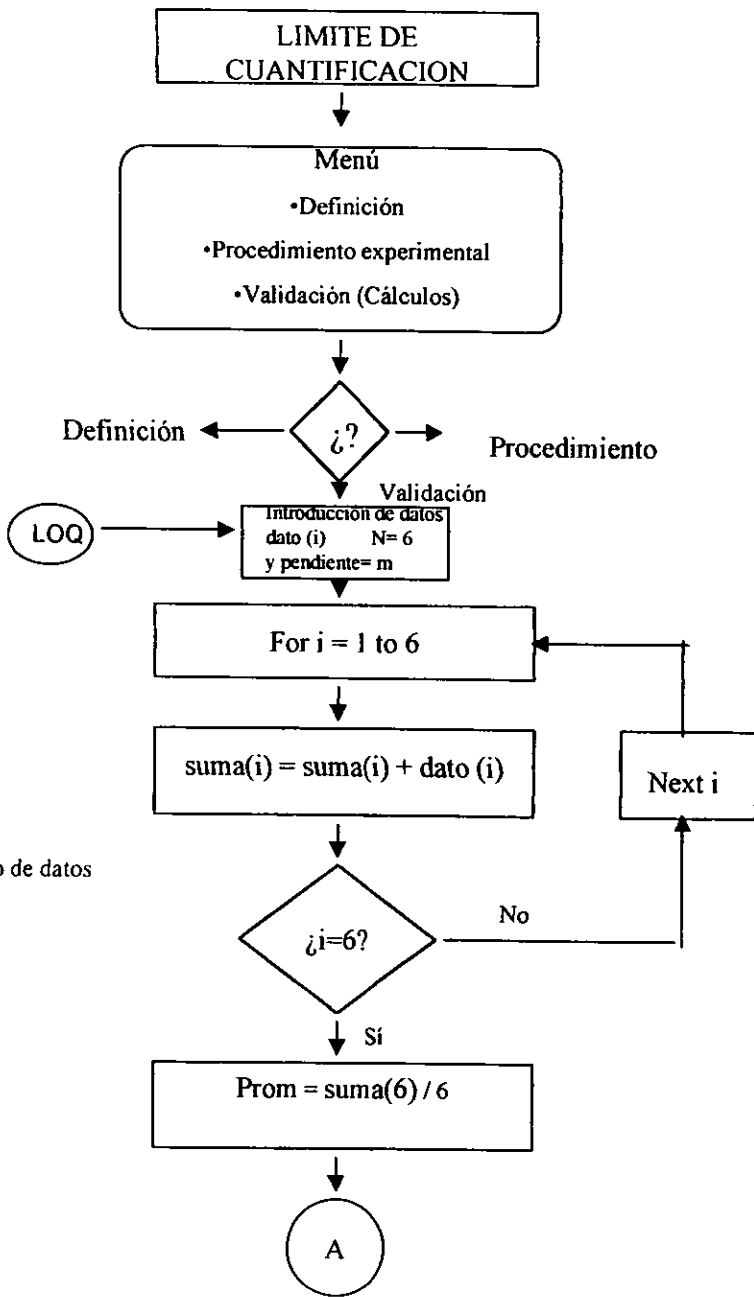 LIMITE DE
CUANTIFICACION
Menú
•Definición
•Procedimiento experimental
•Validación (Cálculos)
Definición
¿?
Procedimiento
Validación
LOQ
Introducción de datos
dato (i) N= 6
y pendiente= m
For i = 1 to 6
suma(i) = suma(i) + dato (i)
Next i
de datos
¿i=6?
No
Sí
Prom = suma(6) / 6
A